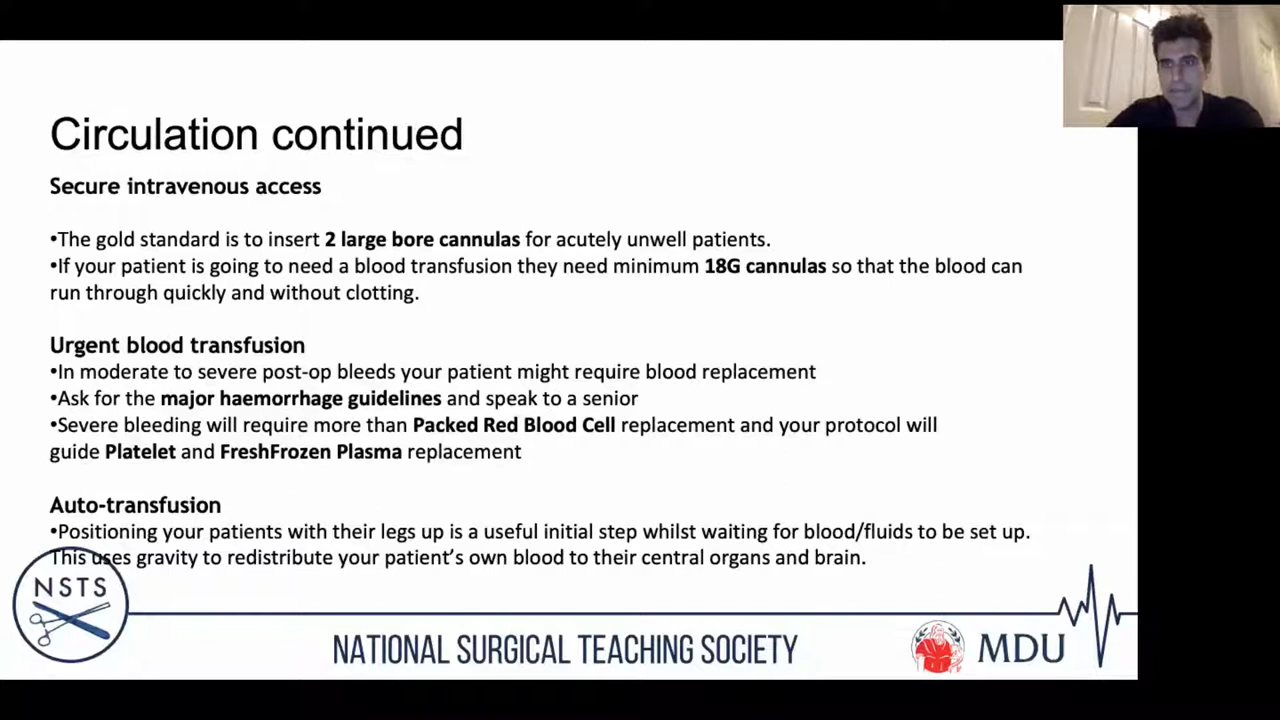 Circulation continued
Secure intravenous access
•The gold standard is to insert 2 large bore cannulas for acutely unwell patients.
•If your patient is going to need a blood transfusion they need minimum 18G cannulas so that the blood can
run through quickly and without clotting.
Urgent blood transfusion
•In moderate to severe post-op bleeds your patient might require blood replacement
•Ask for the major haemorrhage guidelines and speak to a senior
•Severe bleeding will require more than Packed Red Blood Cell replacement and your protocol will
guide Platelet and FreshFrozen Plasma replacement
Auto-transfusion
•Positioning your patients with their legs up is a useful initial step whilst waiting for blood/fluids to be set up.
This uses gravity to redistribute your patient's own blood to their central organs and brain.
NSTS
NATIONAL SURGICAL TEACHING SOCIETY
MDU